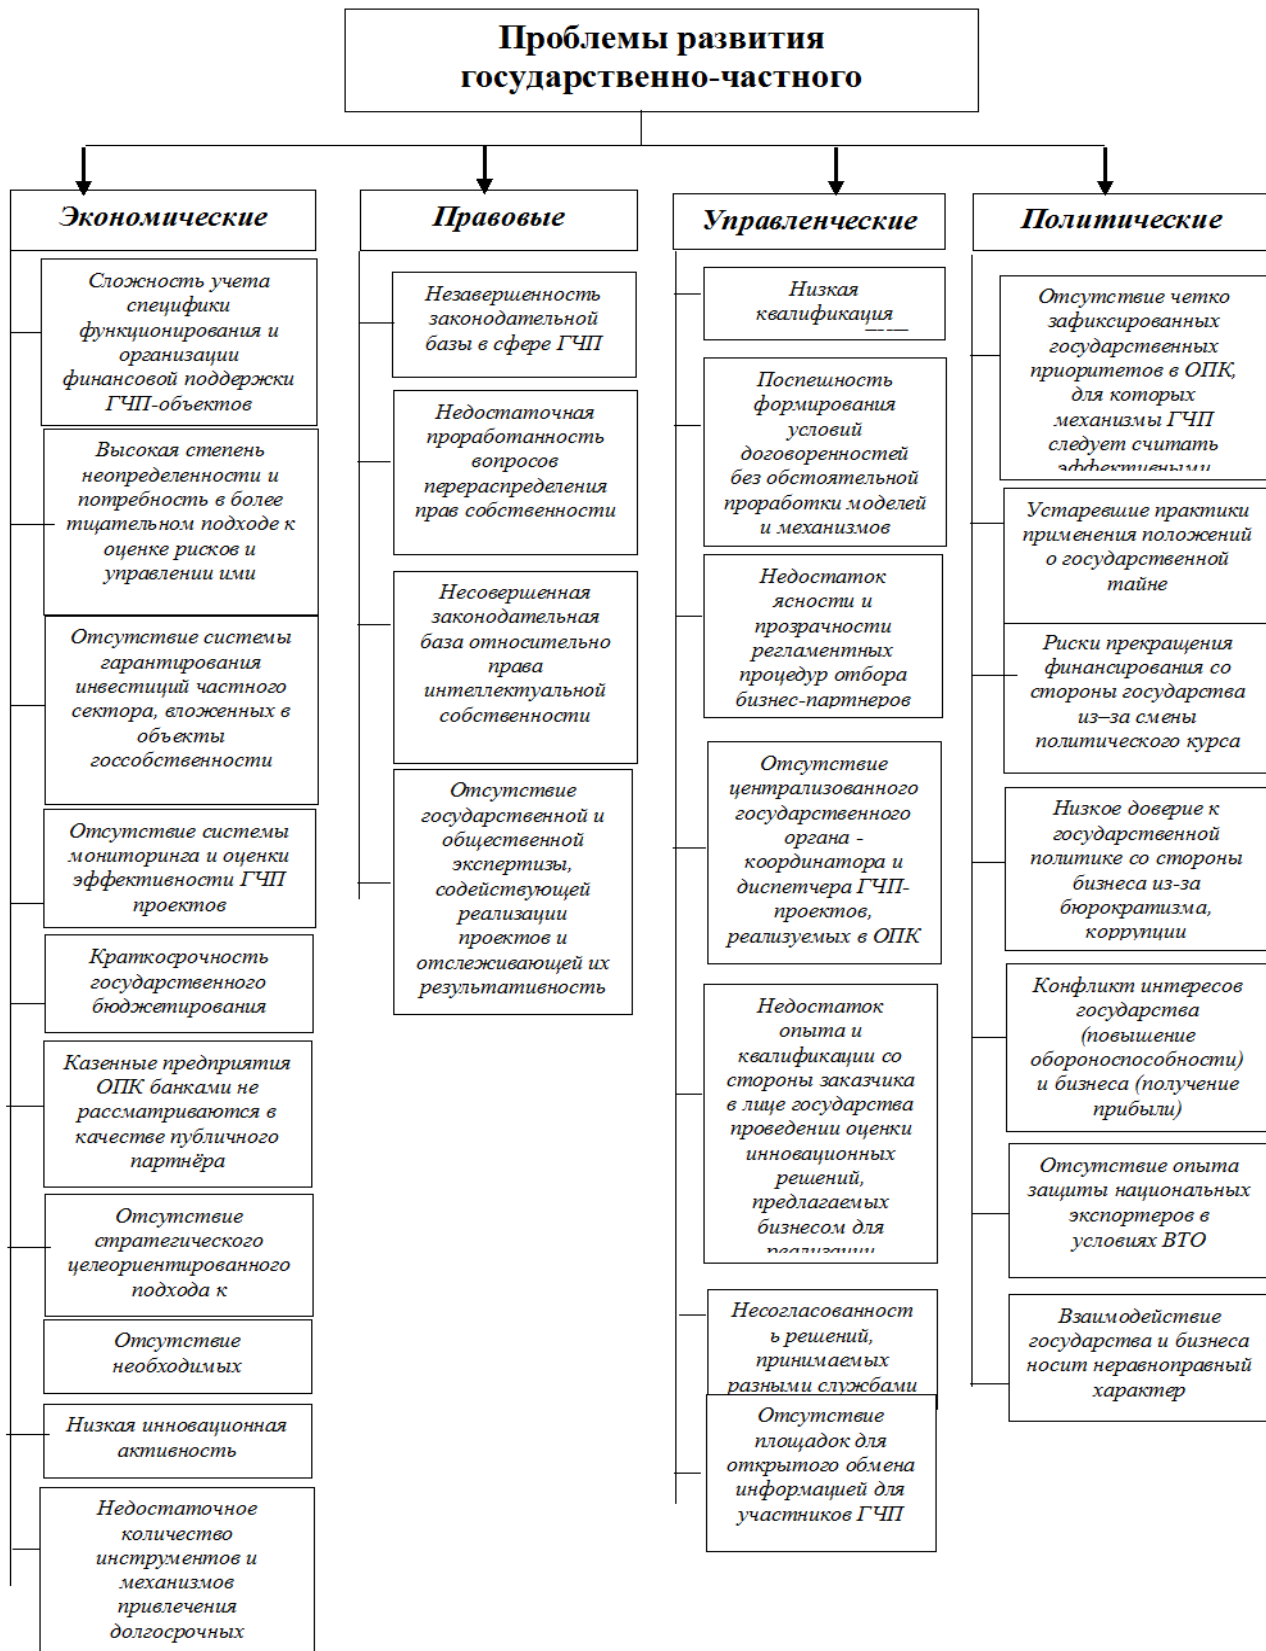 Проблемы развития
государственно-частного
Экономические
Сложность учета
специфики
функционирования и
организации
финансовой поддержки
ГЧП-объектов
Высокая степень
неопределенности и
потребность в более
тщательном подходе к
оценке рисков и
управлении ими
Отсутствие системы
гарантирования
инвестиций частного
сектора, вложенных в
объекты
госсобственности
Отсутствие системы
мониторинга и оценки
эффективности ГЧП
проектов
Краткосрочность
государственного
бюджетирования
Казенные предприятия
ОПК банками не
рассматриваются в
качестве публичного
партнёра
Отсутствие
стратегического
целеориентированного
подхода к
Отсутствие
необходимых
Низкая инновационная
активность
Недостаточное
количество
инструментов и
механизмов
привлечения
долгосрочных
Правовые
Незавершенность
законодательной
базы в сфере ГЧП
Недостаточная
проработанность
вопросов
перераспределения
прав собственности
Несовершенная
законодательная
база относительно
права
интеллектуальной
собственности
Отсутствие
государственной и
общественной
экспертизы,
содействующей
реализации
проектов и
отслеживающей их
результативность
Управленческие
Низкая
квалификация
Поспешность
формирования
условий
договоренностей
без обстоятельной
проработки моделей
и механизмов
Недостаток
ясности и
прозрачности
регламентных
процедур отбора
бизнес-партнеров
Отсутствие
централизованного
государственного
органа -
координатора и
диспетчера ГЧП-
проектов,
реализуемых в ОПК
Недостаток
опыта и
квалификации со
стороны заказчика
в лице государства
проведении оценки
инновационных
решений,
предлагаемых
бизнесом для
реализации
Несогласованност
ь решений,
принимаемых
разными службами
Отсутствие
площадок для
открытого обмена
информацией для
участников ГЧП
Политические
Отсутствие четко
зафиксированных
государственных
приоритетов в ОПК,
для которых
механизмы ГЧП
следует считать
эффективными
Устаревшие практики
применения положений
о государственной
тайне
Риски прекращения
финансирования со
стороны государства
из–за смены
политического курса
Низкое доверие к
государственной
политике со стороны
бизнеса из-за
бюрократизма,
коррупции
Конфликт интересов
государства
(повышение
обороноспособности)
и бизнеса (получение
прибыли)
Отсутствие опыта
защиты национальных
экспортеров в
условиях ВТО
Взаимодействие
государства и бизнеса
носит неравноправный
характер